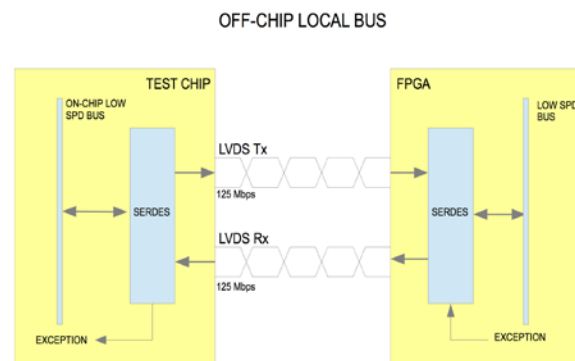 OFF-CHIP LOCAL BUS
TEST CHIP
ON-CHIP LOW
SPD BUS
SERDES
EXCEPTION
LVDS Tx
125 Mbps
LVDS Rx
125 Mbps
FPGA
LOW SPD
BUS
SERDES
EXCEPTION